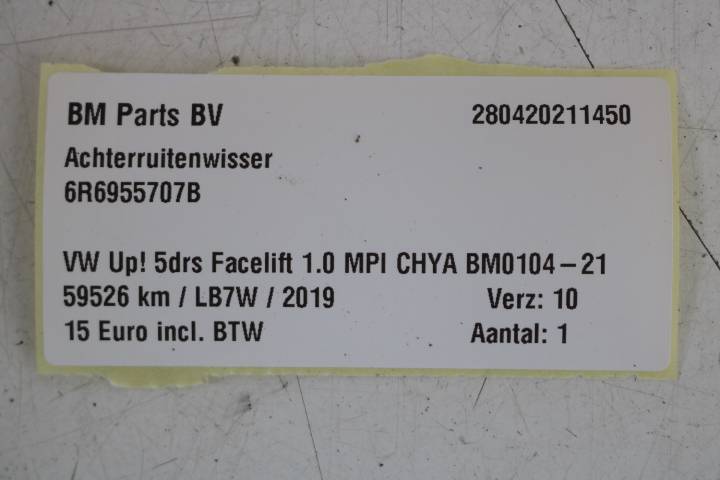 BM Parts BV 280420211450
Achterruitenwisser
6R6955707B
VW Up! 5drs Facelift 1.0 MPI CHYA BM0104-21
59526 km / LB7W / 2019 Verz: 10
15 Euro incl. BTW Aantal: 1